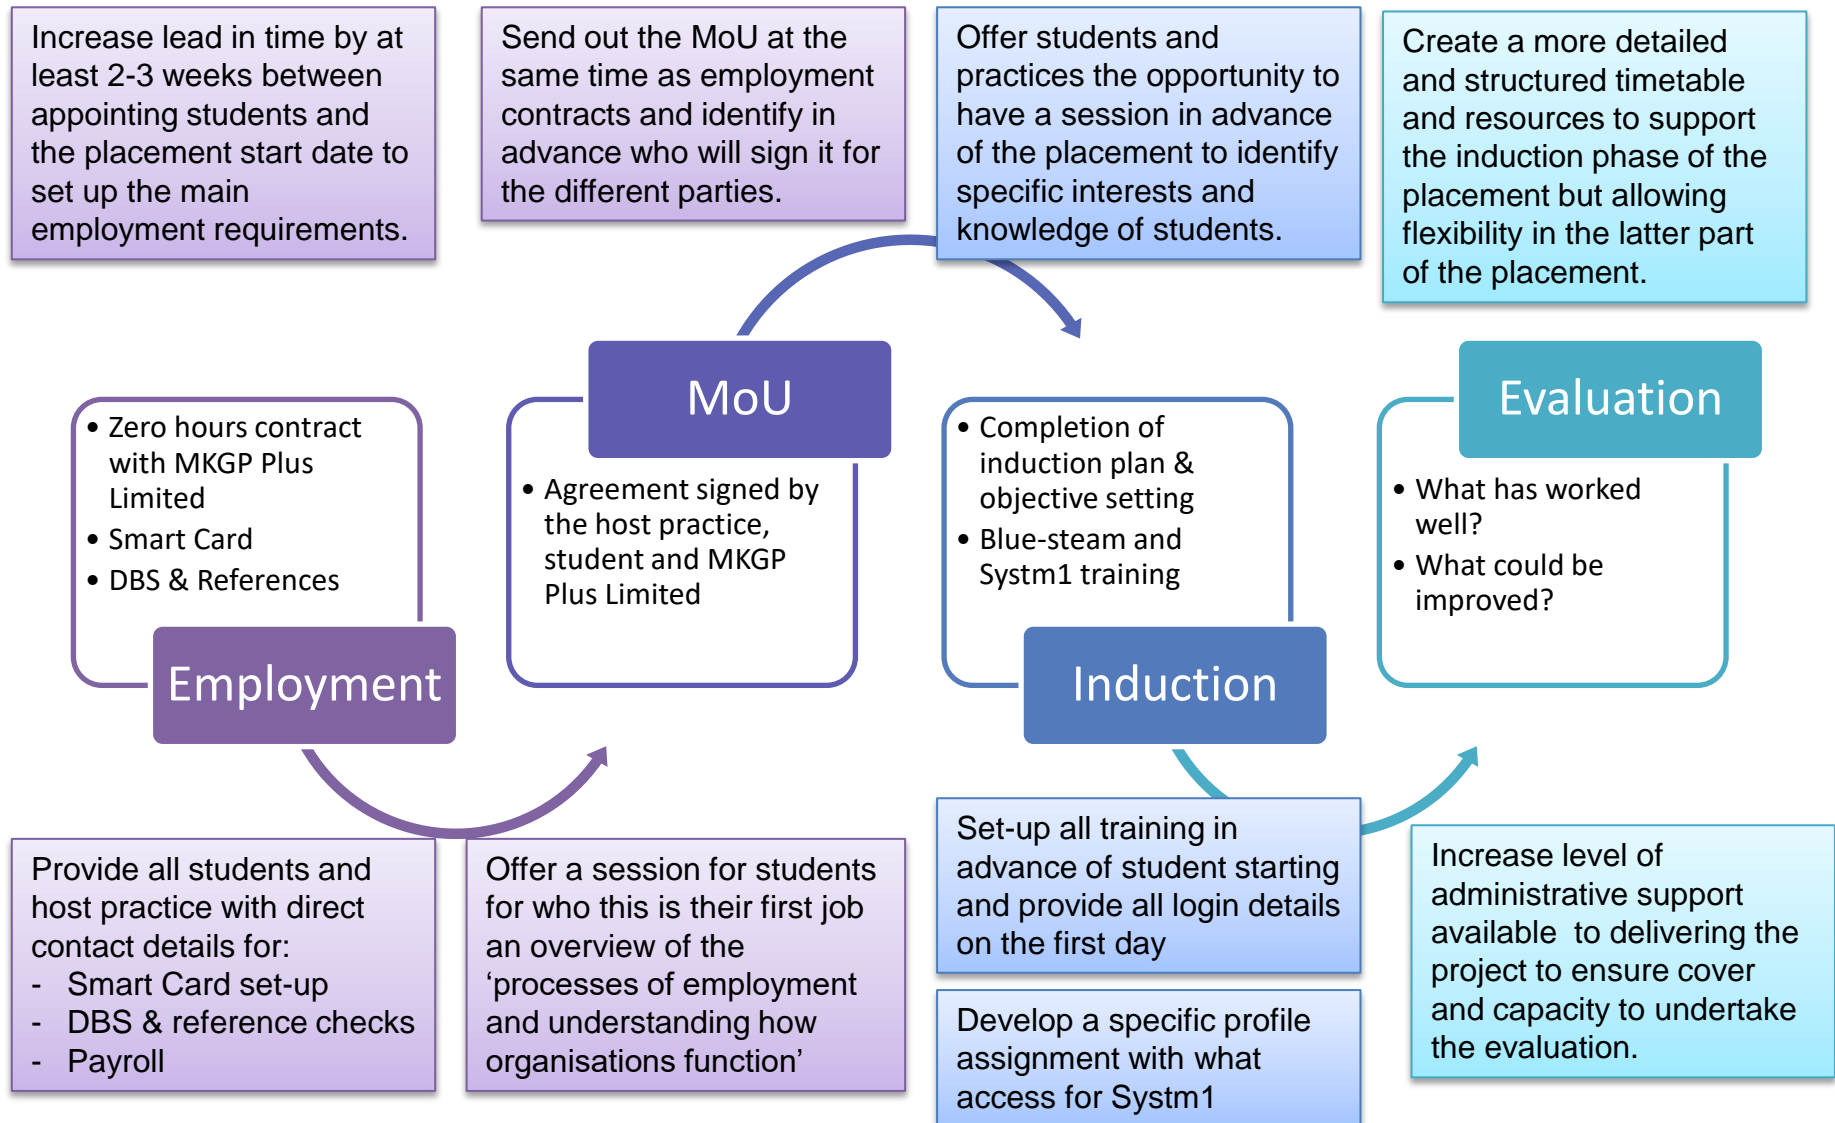 Increase lead in time by at
least 2-3 weeks between
appointing students and
the placement start date to
set up the main
employment requirements.
Send out the MoU at the
same time as employment
contracts and identify in
advance who will sign it for
the different parties.
Offer students and
practices the opportunity to
have a session in advance
of the placement to identify
specific interests and
knowledge of students.
Create a more detailed
and structured timetable
and resources to support
the induction phase of the
placement but allowing
flexibility in the latter part
of the placement.
• Zero hours contract
with MKGP Plus
Limited
• Smart Card
• DBS & References
Employment
MoU
• Agreement signed by
the host practice,
student and MKGP
Plus Limited
• Completion of
induction plan &
objective setting
• Blue-steam and
Systm1 training
Induction
Evaluation
• What has worked
well?
• What could be
improved?
Provide all students and
host practice with direct
contact details for:
- Smart Card set-up
- DBS & reference checks
- Payroll
Offer a session for students
for who this is their first job
an overview of the
‘processes of employment
and understanding how
organisations function’
Set-up all training in
advance of student starting
and provide all login details
on the first day
Develop a specific profile
assignment with what
access for Systm1
Increase level of
administrative support
available  to delivering the
project to ensure cover
and capacity to undertake
the evaluation.